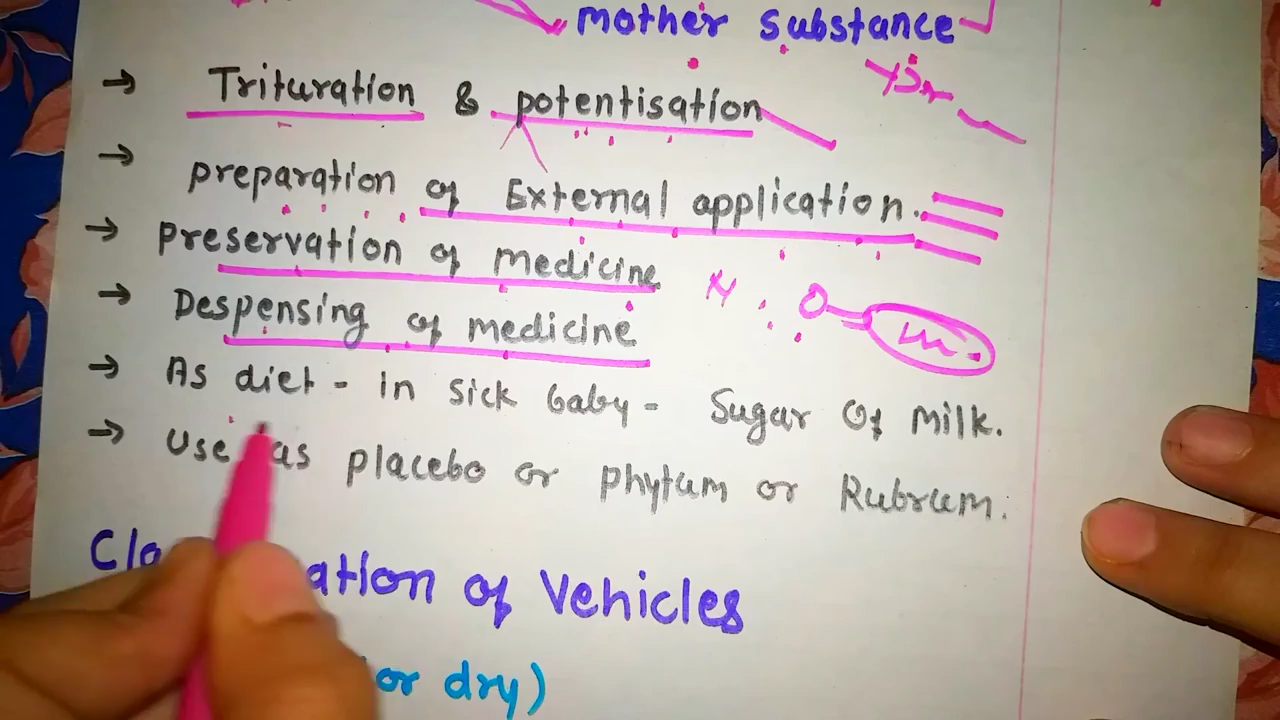 mother substance
→ Trituration & potentisation
→ preparation of External application.
→ preservation of medicine
→ Despensing of medicine
→ As diet - in sick baby - Sugar Of Milk.
→ Use as placebo or phytum or Rubrum.
of Vehicles
or dry)